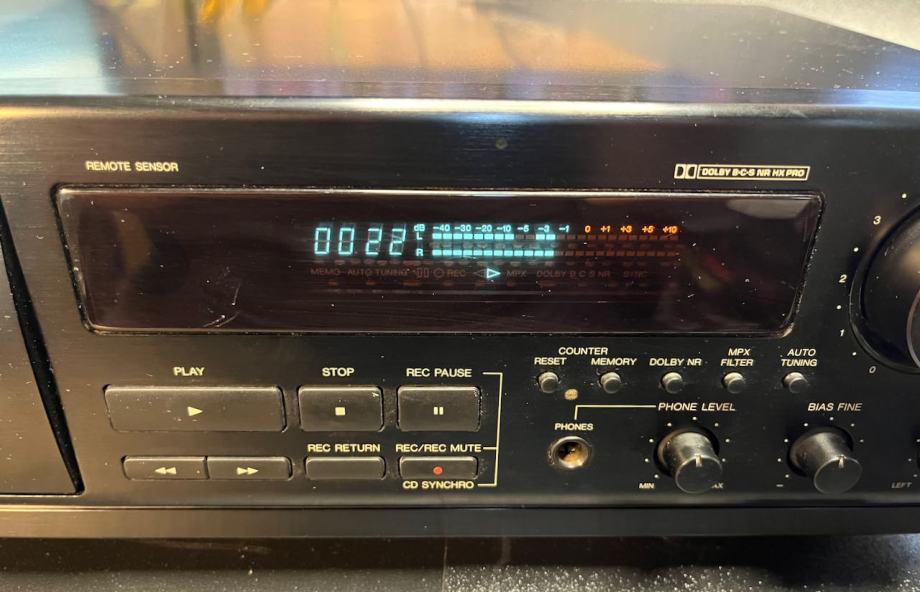 REMOTE SENSOR
DOLBY B·C·S NR HX PRO
3
dB -40 -30 -20 -10 -5 -3 -1 0 +1 +3 +5 +10
0022 L
R
MEMO AUTO TUNING REC MPX DOLBY B C S NR SYNC
2
1
0
PLAY STOP REC PAUSE
COUNTER
RESET MEMORY DOLBY NR MPX FILTER AUTO TUNING
PHONE LEVEL BIAS FINE
PHONES
REC RETURN REC/REC MUTE
CD SYNCHRO
MIN AX - LEFT